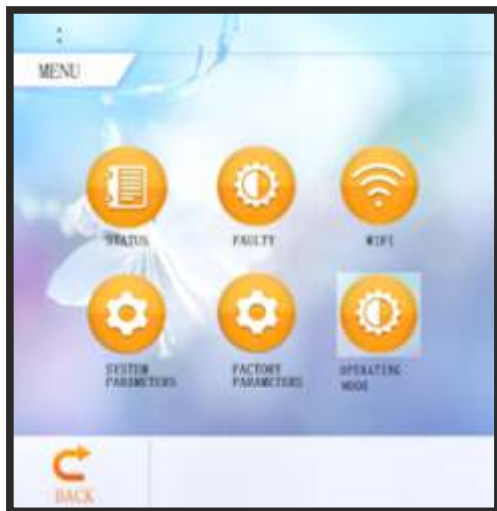 :
MENU
STATUS
FAULTY
WIFI
SYSTEM
PARAMETERS
FACTORY
PARAMETERS
OPERATING
MODE
BACK